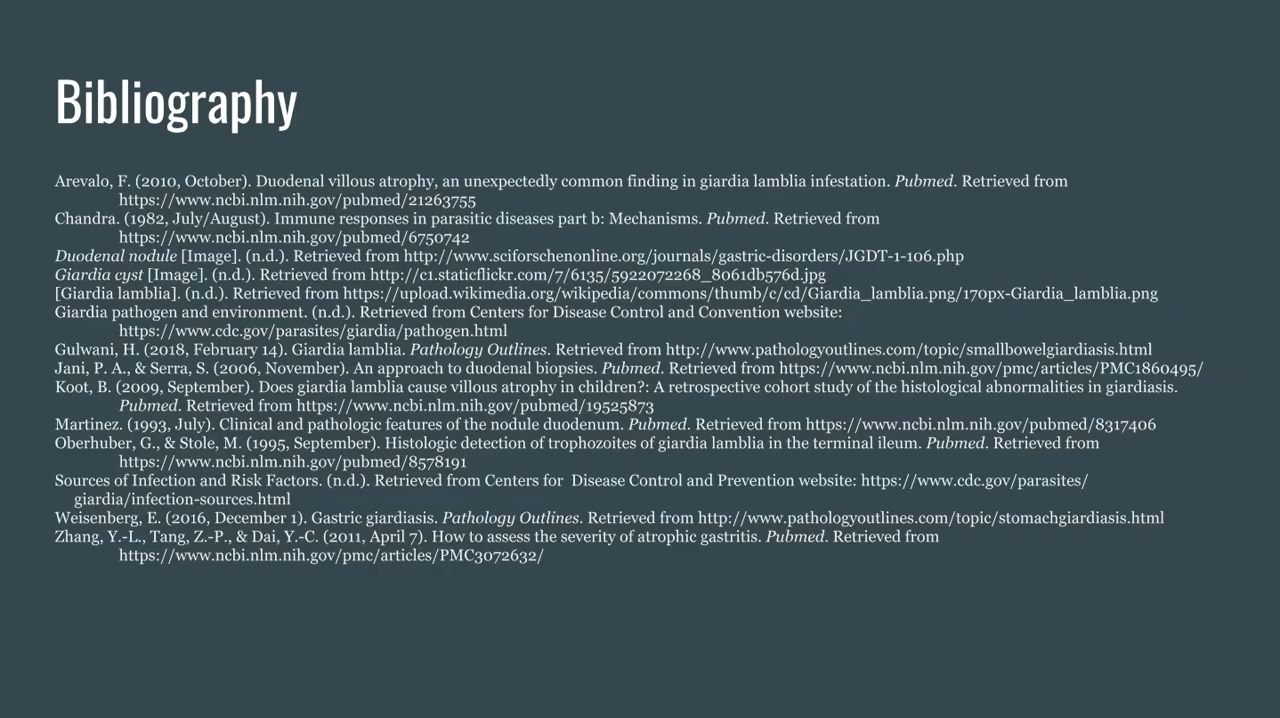 Bibliography
Arevalo, F. (2010, October). Duodenal villous atrophy, an unexpectedly common finding in giardia lamblia infestation. Pubmed. Retrieved from
https://www.ncbi.nlm.nih.gov/pubmed/21263755
Chandra. (1982, July/August). Immune responses in parasitic diseases part b: Mechanisms. Pubmed. Retrieved from
https://www.ncbi.nlm.nih.gov/pubmed/6750742
Duodenal nodule [Image]. (n.d.). Retrieved from http://www.sciforschenonline.org/journals/gastric-disorders/JGDT-1-106.php
Giardia cyst [Image]. (n.d.). Retrieved from http://c1.staticflickr.com/7/6135/5922072268_8061db576d.jpg
[Giardia lamblia]. (n.d.). Retrieved from https://upload.wikimedia.org/wikipedia/commons/thumb/c/cd/Giardia_lamblia.png/170px-Giardia_lamblia.png
Giardia pathogen and environment. (n.d.). Retrieved from Centers for Disease Control and Convention website:
https://www.cdc.gov/parasites/giardia/pathogen.html
Gulwani, H. (2018, February 14). Giardia lamblia. Pathology Outlines. Retrieved from http://www.pathologyoutlines.com/topic/smallbowelgiardiasis.html
Jani, P. A., & Serra, S. (2006, November). An approach to duodenal biopsies. Pubmed. Retrieved from https://www.ncbi.nlm.nih.gov/pmc/articles/PMC1860495/
Koot, B. (2009, September). Does giardia lamblia cause villous atrophy in children?: A retrospective cohort study of the histological abnormalities in giardiasis.
Pubmed. Retrieved from https://www.ncbi.nlm.nih.gov/pubmed/19525873
Martinez. (1993, July). Clinical and pathologic features of the nodule duodenum. Pubmed. Retrieved from https://www.ncbi.nlm.nih.gov/pubmed/8317406
Oberhuber, G., & Stole, M. (1995, September). Histologic detection of trophozoites of giardia lamblia in the terminal ileum. Pubmed. Retrieved from
https://www.ncbi.nlm.nih.gov/pubmed/8578191
Sources of Infection and Risk Factors. (n.d.). Retrieved from Centers for Disease Control and Prevention website: https://www.cdc.gov/parasites/
giardia/infection-sources.html
Weisenberg, E. (2016, December 1). Gastric giardiasis. Pathology Outlines. Retrieved from http://www.pathologyoutlines.com/topic/stomachgiardiasis.html
Zhang, Y.-L., Tang, Z.-P., & Dai, Y.-C. (2011, April 7). How to assess the severity of atrophic gastritis. Pubmed. Retrieved from
https://www.ncbi.nlm.nih.gov/pmc/articles/PMC3072632/